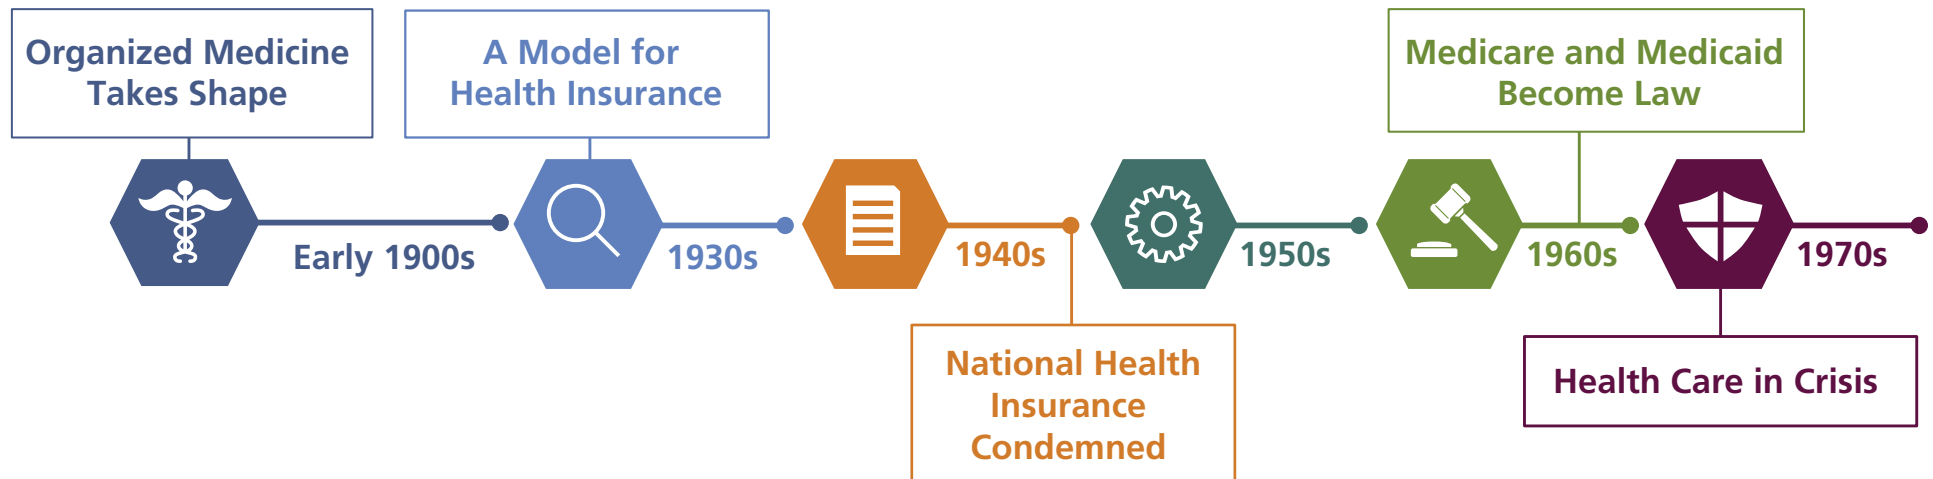 Organized Medicine
Takes Shape
A Model for
Health Insurance
Medicare and Medicaid
Become Law
Early 1900s
1930s
1940s
1950s
1960s
1970s
National Health
Insurance
Condemned
Health Care in Crisis